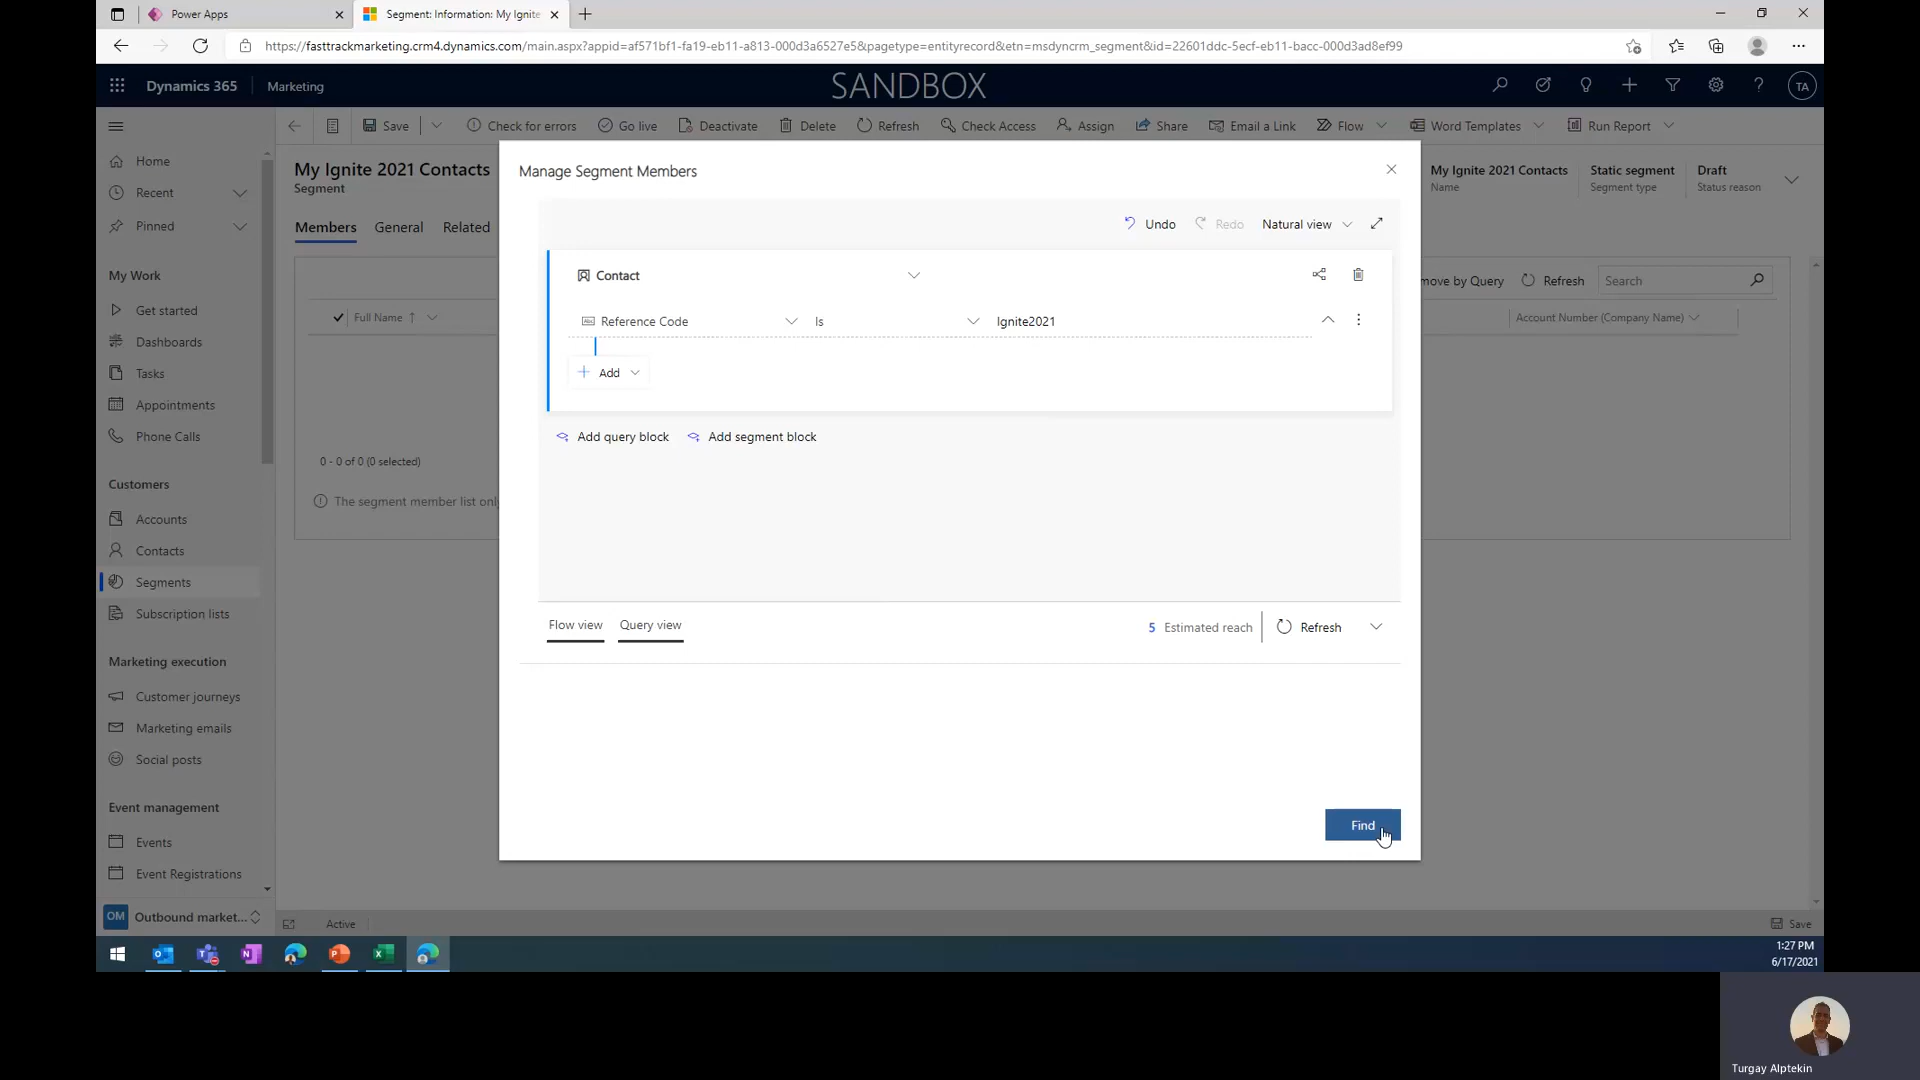 Power Apps
Segment: Information: My Ignite
https://fasttrackmarketing.crm4.dynamics.com/main.aspx?appid=af571bf1-fa19-eb11-a813-000d3a6527e5&pagetype=entityrecord&etn=msdyncrm_segment&id=22601ddc-5ecf-eb11-bacc-000d3ad8ef99
Dynamics 365
Marketing
SANDBOX
TA
Save
Check for errors
Go live
Deactivate
Delete
Refresh
Check Access
Assign
Share
Email a Link
Flow
Word Templates
Run Report
Home
Recent
Pinned
My Work
Get started
Dashboards
Tasks
Appointments
Phone Calls
Customers
Accounts
Contacts
Segments
Subscription lists
Marketing execution
Customer journeys
Marketing emails
Social posts
Event management
Events
Event Registrations
OM Outbound market...
My Ignite 2021 Contacts
Segment
Members
General
Related
My Ignite 2021 Contacts
Name
Static segment
Segment type
Draft
Status reason
Full Name
0 - 0 of 0 (0 selected)
The segment member list onl
move by Query
Refresh
Search
Account Number (Company Name)
Manage Segment Members
Undo
Redo
Natural view
Contact
Reference Code
Is
Ignite2021
Add
Add query block
Add segment block
Flow view
Query view
5 Estimated reach
Refresh
Find
Active
Save
1:27 PM
6/17/2021
Turgay Alptekin